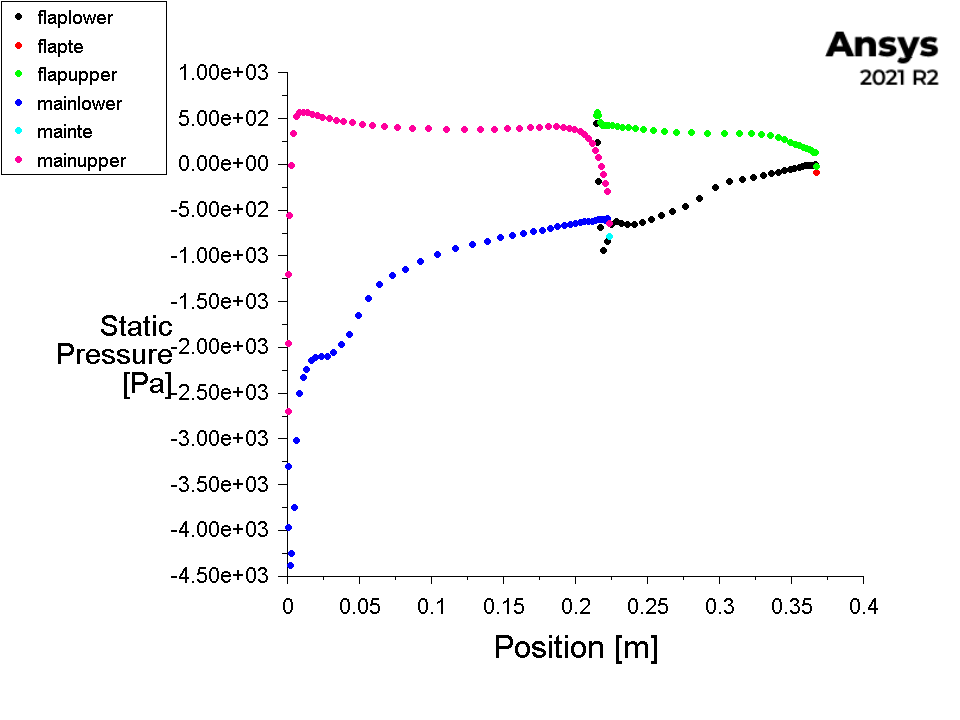 flaplower
flapte
flapupper
mainlower
mainte
mainupper
Ansys
2021 R2
1.00e+03
5.00e+02
0.00e+00
-5.00e+02
-1.00e+03
-1.50e+03
-2.00e+03
-2.50e+03
-3.00e+03
-3.50e+03
-4.00e+03
-4.50e+03
Static
Pressure
[Pa]
0 0.05 0.1 0.15 0.2 0.25 0.3 0.35 0.4
Position [m]